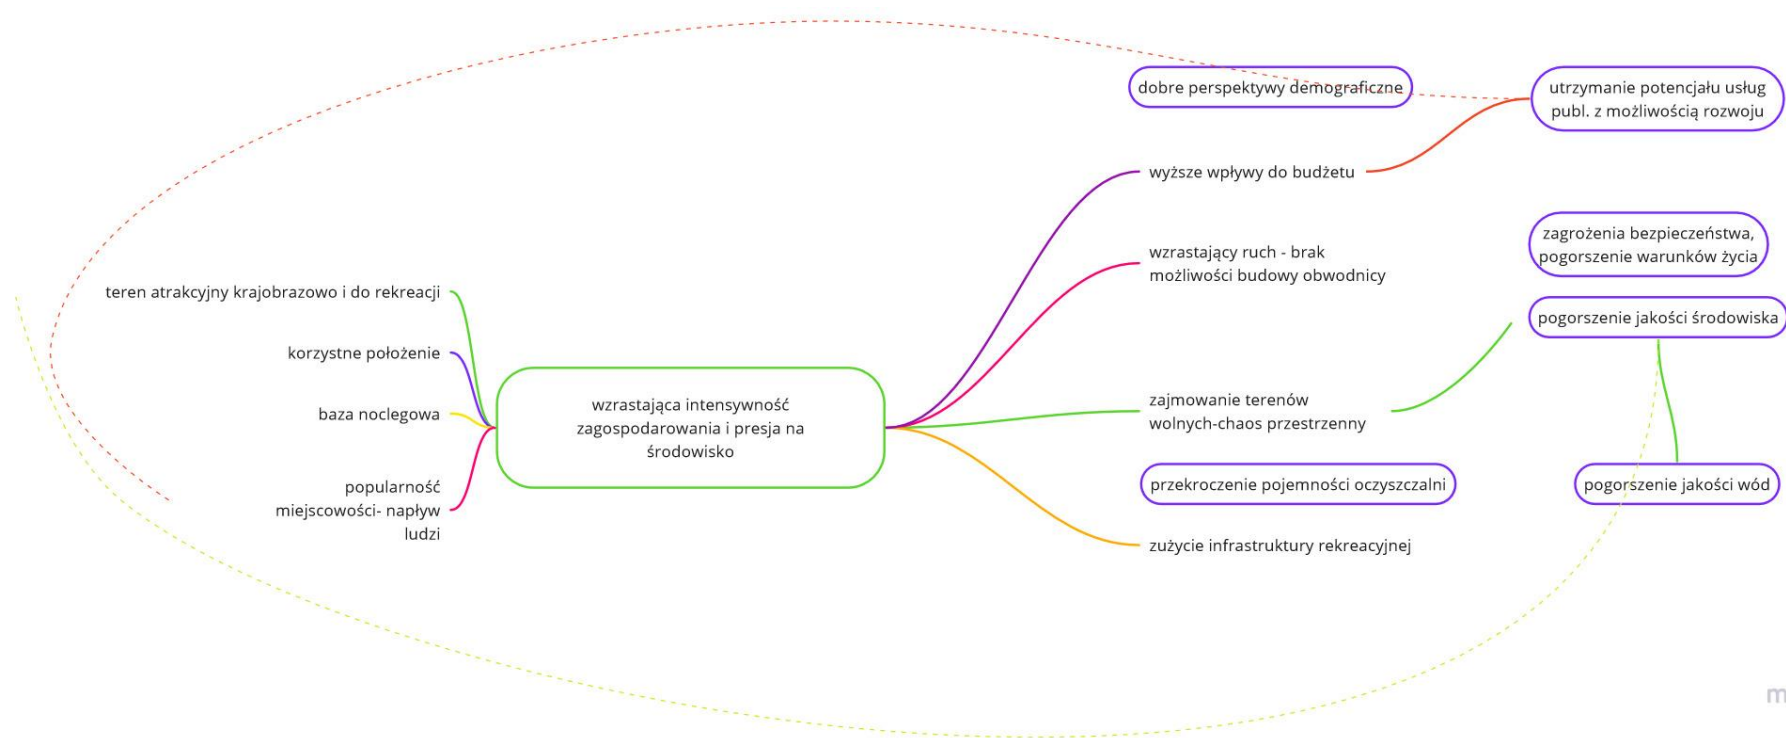 dobre perspektywy demograficzne
utrzymanie potencjału usług
publ. z możliwością rozwoju
wyższe wpływy do budżetu
zagrożenia bezpieczeństwa,
pogorszenie warunków życia
wzrastający ruch - brak
możliwości budowy obwodnicy
teren atrakcyjny krajobrazowo i do rekreacji
pogorszenie jakości środowiska
korzystne położenie
baza noclegowa
wzrastająca intensywność
zagospodarowania i presja na
środowisko
zajmowanie terenów
wolnych-chaos przestrzenny
popularność
miejscowości- napływ
ludzi
przekroczenie pojemności oczyszczalni
pogorszenie jakości wód
zużycie infrastruktury rekreacyjnej
m